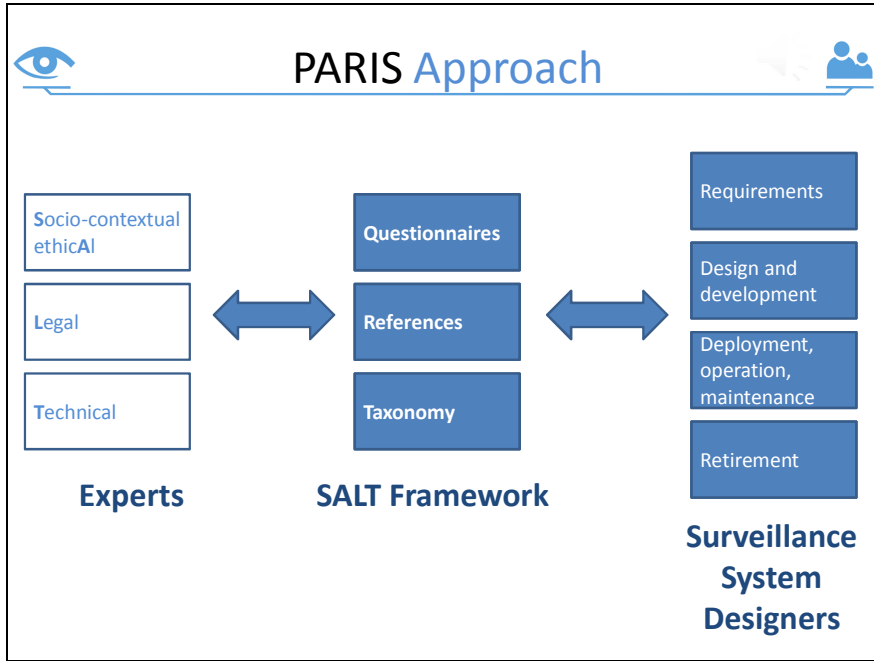 PARIS Approach
Socio-contextual
ethicAl
Legal
Technical
Experts
Questionnaires
References
Taxonomy
SALT Framework
Requirements
Design and
development
Deployment,
operation,
maintenance
Retirement
Surveillance
System
Designers